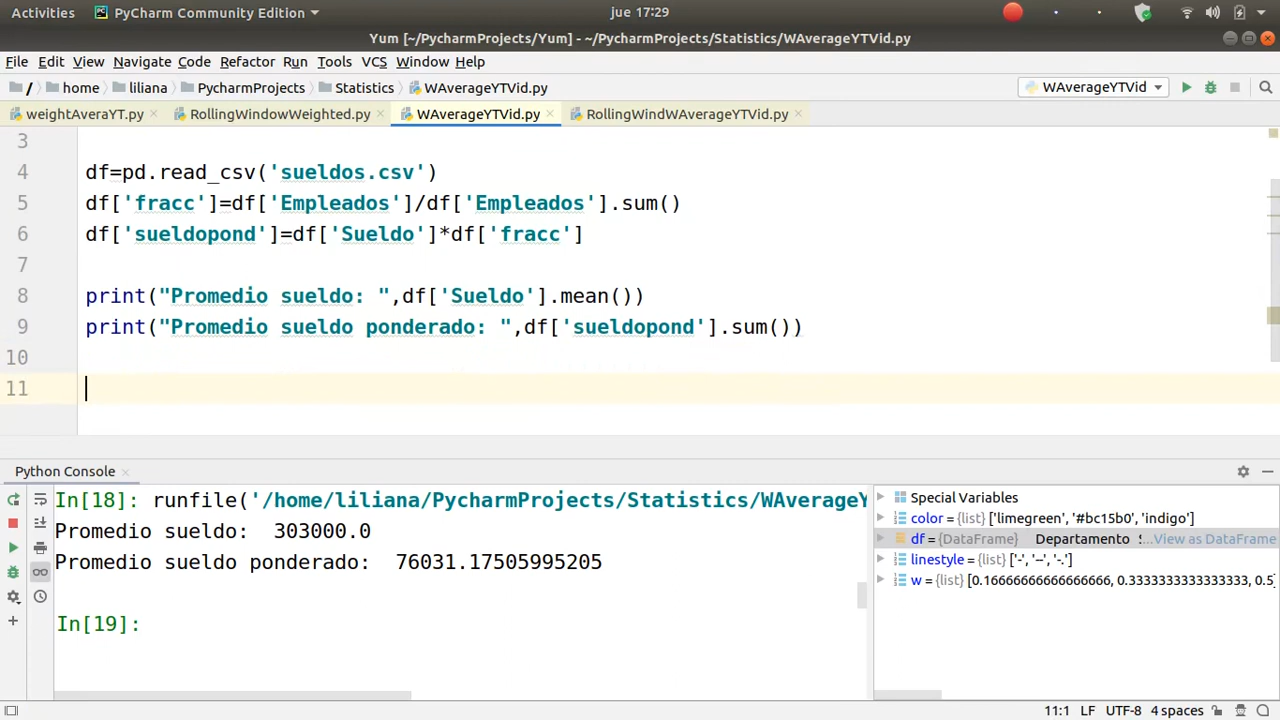 Activities PyCharm Community Edition jue 17:29
Yum [~/PycharmProjects/Yum] - ~/PycharmProjects/Statistics/WAverageYTVid.py
File Edit View Navigate Code Refactor Run Tools VCS Window Help
/ home liliana PycharmProjects Statistics WAverageYTVid.py WAverageYTVid
weightAveraYT.py RollingWindowWeighted.py WAverageYTVid.py RollingWindWAverageYTVid.py
3
4 df=pd.read_csv('sueldos.csv')
5 df['fracc']=df['Empleados']/df['Empleados'].sum()
6 df['sueldopond']=df['Sueldo']*df['fracc']
7
8 print("Promedio sueldo: ",df['Sueldo'].mean())
9 print("Promedio sueldo ponderado: ",df['sueldopond'].sum())
10
11
Python Console
In[18]: runfile('/home/liliana/PycharmProjects/Statistics/WAverageY
Promedio sueldo:  303000.0
Promedio sueldo ponderado:  76031.17505995205
In[19]:
Special Variables
color = {list} ['limegreen', '#bc15b0', 'indigo']
df = {DataFrame} Departamento S...View as DataFrame
linestyle = {list} ['-', '--', '-.']
w = {list} [0.16666666666666666, 0.3333333333333333, 0.5]
11:1 LF UTF-8 4 spaces